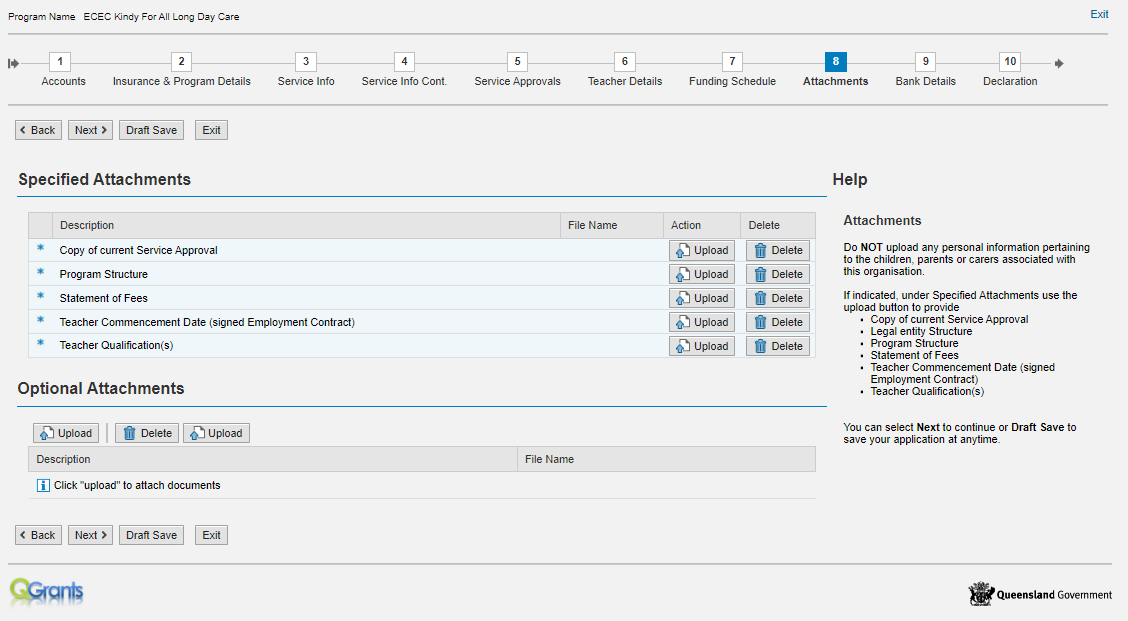 Program Name ECEC Kindy For All Long Day Care
Exit
1 2 3 4 5 6 7 8 9 10
Accounts Insurance & Program Details Service Info Service Info Cont. Service Approvals Teacher Details Funding Schedule Attachments Bank Details Declaration
Back Next Draft Save Exit
Specified Attachments
Description File Name Action Delete
* Copy of current Service Approval Upload Delete
* Program Structure Upload Delete
* Statement of Fees Upload Delete
* Teacher Commencement Date (signed Employment Contract) Upload Delete
* Teacher Qualification(s) Upload Delete
Optional Attachments
Upload Delete Upload
Description File Name
Click "upload" to attach documents
Back Next Draft Save Exit
Help
Attachments
Do NOT upload any personal information pertaining
to the children, parents or carers associated with
this organisation.
If indicated, under Specified Attachments use the
upload button to provide
• Copy of current Service Approval
• Legal entity Structure
• Program Structure
• Statement of Fees
• Teacher Commencement Date (signed
Employment Contract)
• Teacher Qualification(s)
You can select Next to continue or Draft Save to
save your application at anytime.
QGrants
Queensland Government